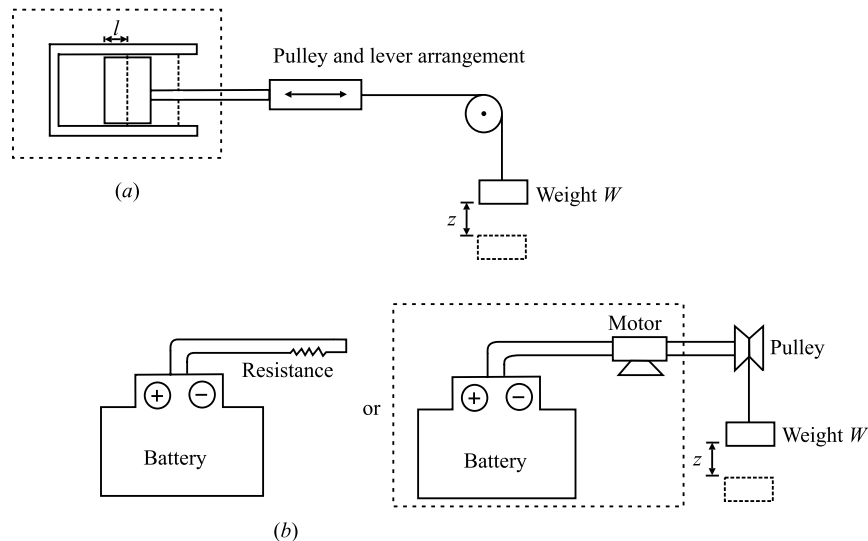 l
Pulley and lever arrangement
(a)
Weight W
z
Motor
Pulley
Resistance
+ −
or
+ −
Battery
Battery
Weight W
z
(b)